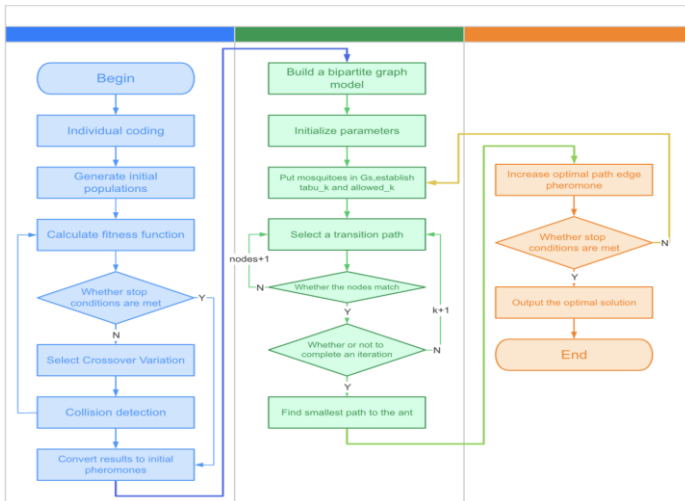 Begin
Individual coding
Generate initial
populations
Calculate fitness function
Whether stop
conditions are met
Y
N
Select Crossover Variation
Collision detection
Convert results to initial
pheromones
Build a bipartite graph
model
Initialize parameters
Put mosquitoes in Gs,establish
tabu_k and allowed_k
Select a transition path
nodes+1
Whether the nodes match
N
Y
k+1
Whether or not to
complete an iteration
N
Y
Find smallest path to the ant
Increase optimal path edge
pheromone
Whether stop
conditions are met
N
Y
Output the optimal solution
End